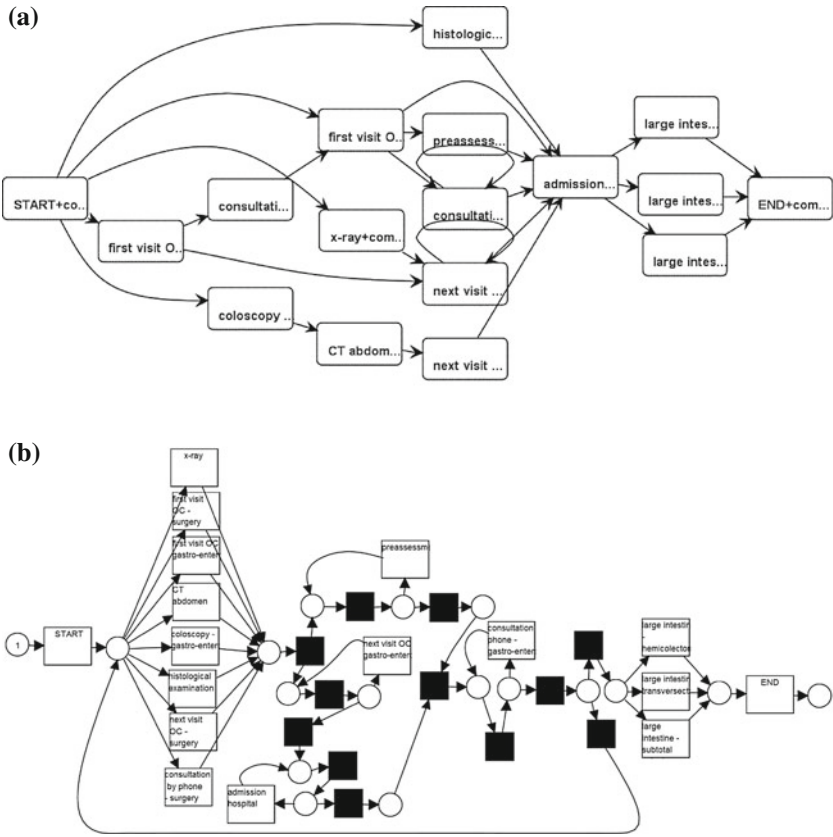 (a)
histologic...
first visit O...
preassess...
large intes...
START+co...
consultati...
consultati...
admission...
large intes...
END+com...
first visit O...
x-ray+com...
large intes...
next visit ...
coloscopy ...
CT abdom...
next visit ...
(b)
x-ray
first visit
OC -
surgery
first visit OC
gastro-enter
CT
abdomen
coloscopy -
gastro-enter
histological
examination
next visit
OC -
surgery
consultation
by phone
- surgery
1
START
preassessm
next visit OC
gastro-enter
admission
hospital
consultation
phone -
gastro-enter
large intestin
-
hemicolector
large intestin
transversect
large
intestine -
subtotal
END